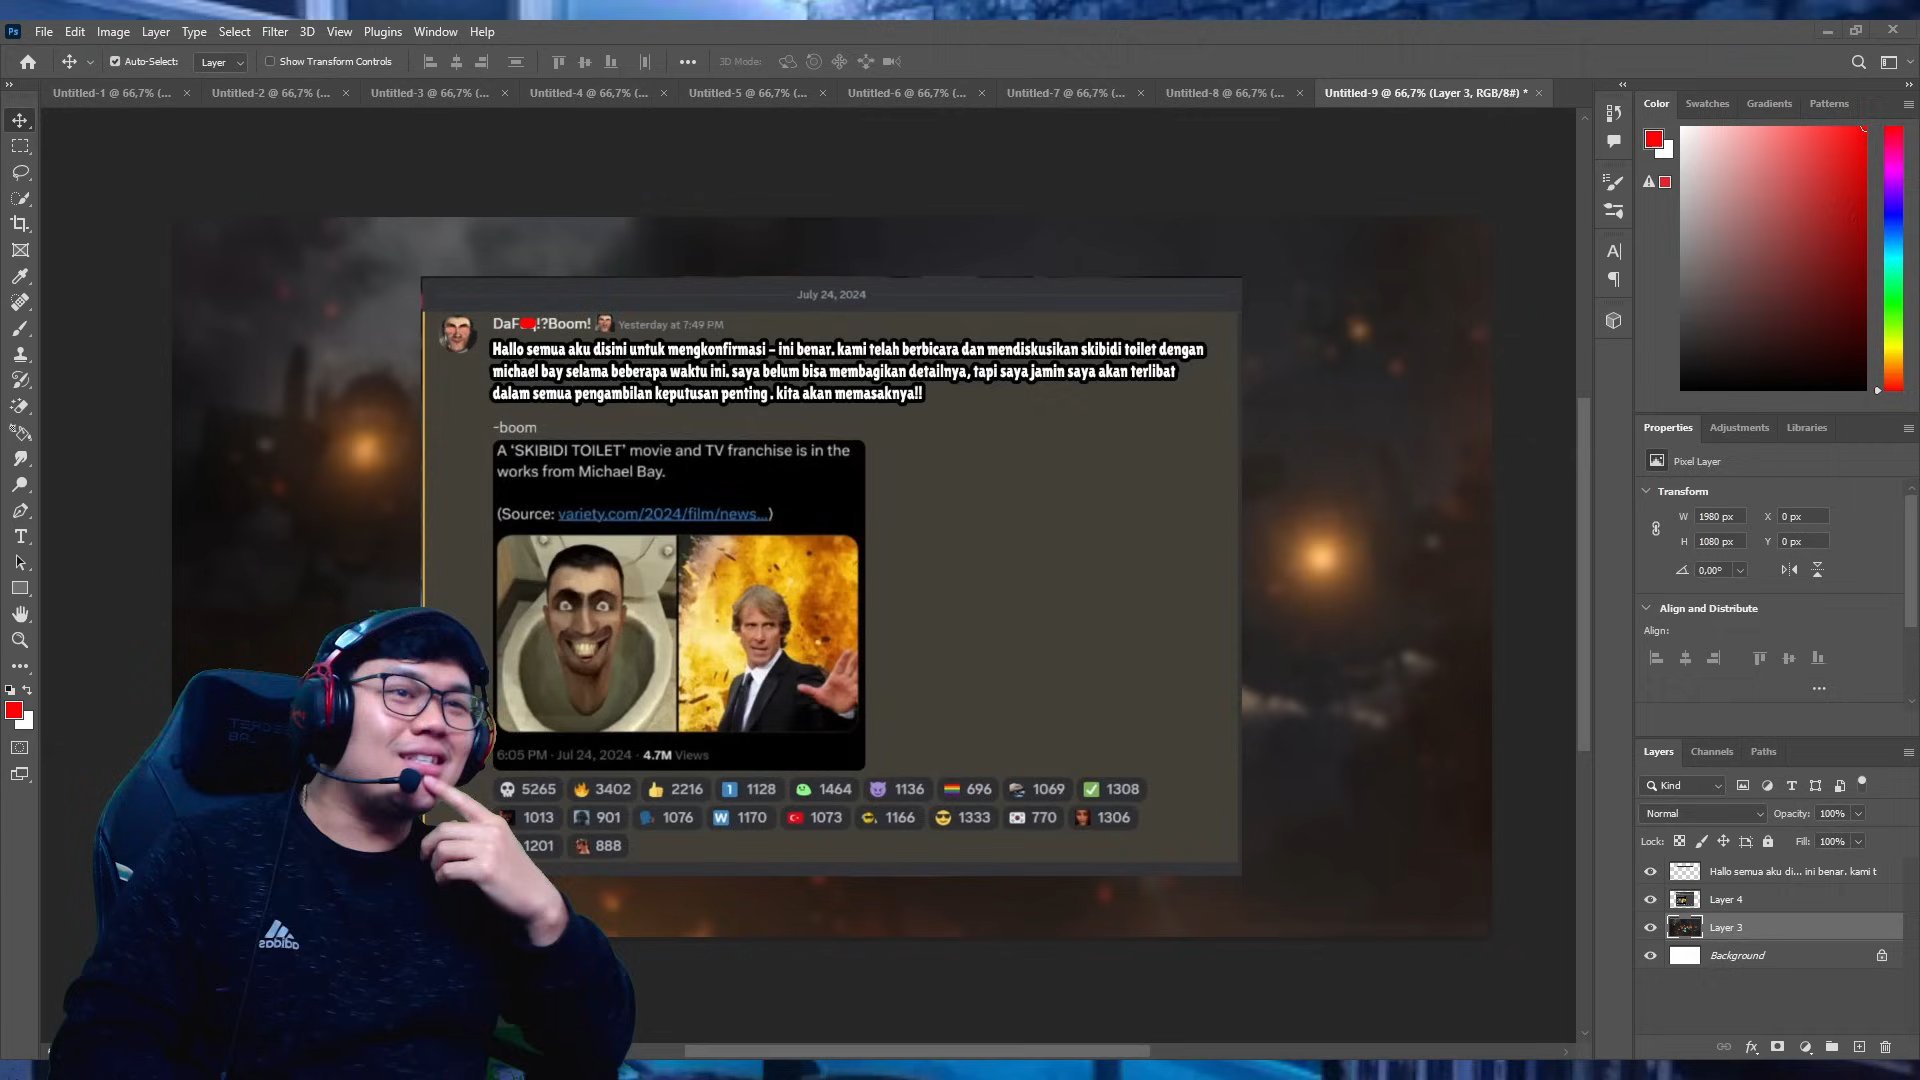 Ps File Edit Image Layer Type Select Filter 3D View Plugins Window Help
Auto-Select: Layer Show Transform Controls 3D Mode:
Untitled-1 @ 66,7% (... Untitled-2 @ 66,7% (... Untitled-3 @ 66,7% (... Untitled-4 @ 66,7% (... Untitled-5 @ 66,7% (... Untitled-6 @ 66,7% (... Untitled-7 @ 66,7% (... Untitled-8 @ 66,7% (... Untitled-9 @ 66,7% (Layer 3, RGB/8#) *
July 24, 2024
!?Boom! Yesterday at 7:49 PM
Hallo semua aku disini untuk mengkonfirmasi - ini benar. kami telah berbicara dan mendiskusikan skibidi toilet dengan
michael bay selama beberapa waktu ini. saya belum bisa membagikan detailnya, tapi saya jamin saya akan terlibat
dalam semua pengambilan keputusan penting . kita akan memasaknya!!
-boom
A ‘SKIBIDI TOILET’ movie and TV franchise is in the
works from Michael Bay.
(Source: variety.com/2024/film/news...)
6:05 PM · Jul 24, 2024 · 4.7M Views
5265 3402 2216 1 1128 1464 1136 696 1069 1308
1013 901 1076 W 1170 1073 1166 1333 770 1306
1201 888
adidas
Color Swatches Gradients Patterns
Properties Adjustments Libraries
Pixel Layer
Transform
W 1980 px X 0 px
H 1080 px Y 0 px
0,00°
Align and Distribute
Align:
Layers Channels Paths
Kind
Normal Opacity: 100%
Lock: Fill: 100%
Hallo semua aku di... ini benar. kami t
Layer 4
Layer 3
Background